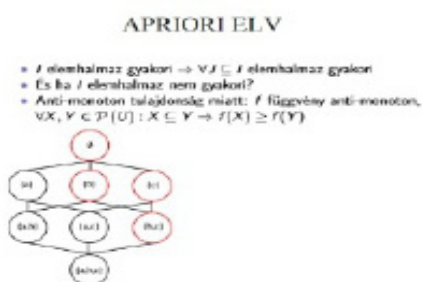 APRIORI ELV
I elemhalmaz gyakori ⇒ ∀J ⊆ I elemhalmaz gyakori
És ha I elemhalmaz nem gyakori?
Anti-monoton tulajdonság miatt: f függvény anti-monoton,
∀X, Y ∈ P(U) : X ⊆ Y ⇒ f(X) ≥ f(Y)
{b} {c}
{a,b} {a,c} {b,c}